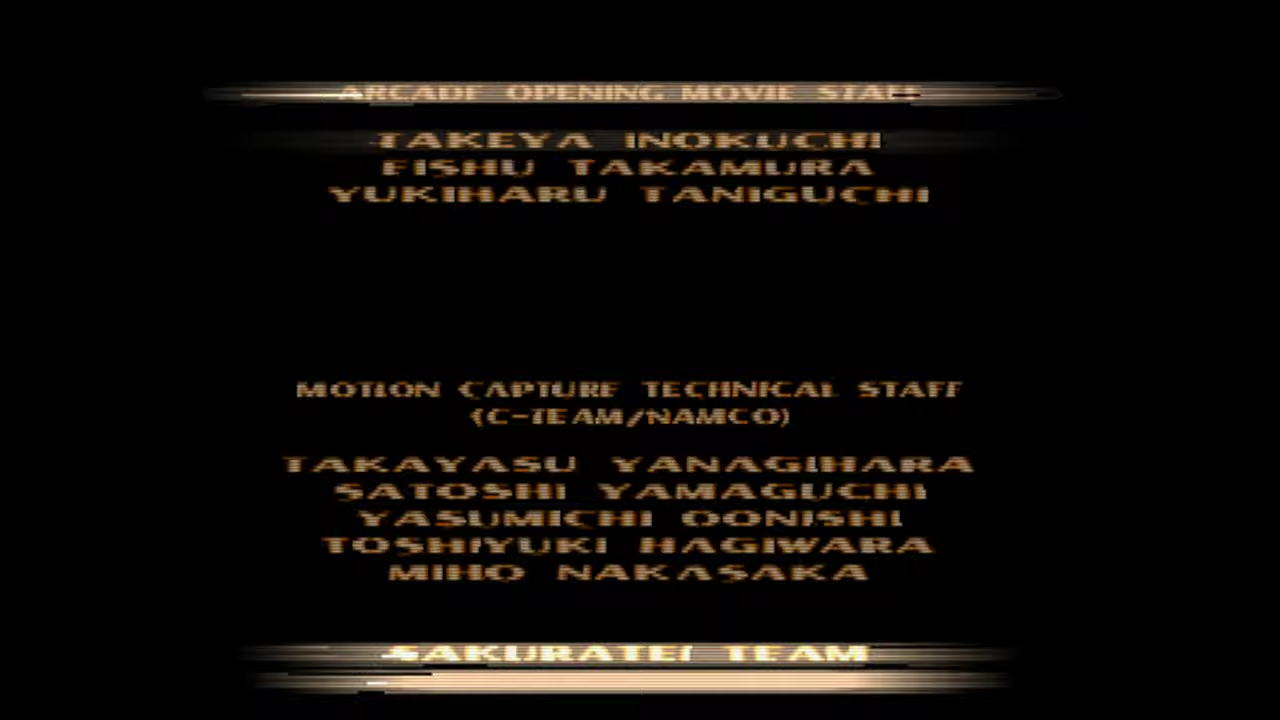 ARCADE OPENING MOVIE STAFF
TAKEYA INOKUCHI
EISHU TAKAMURA
YUKIHARU TANIGUCHI
MOTION CAPTURE TECHNICAL STAFF
(C-TEAM/NAMCO)
TAKAYASU YANAGIHARA
SATOSHI YAMAGUCHI
YASUMICHI OONISHI
TOSHIYUKI HAGIWARA
MIHO NAKASAKA
SAKURATEI TEAM